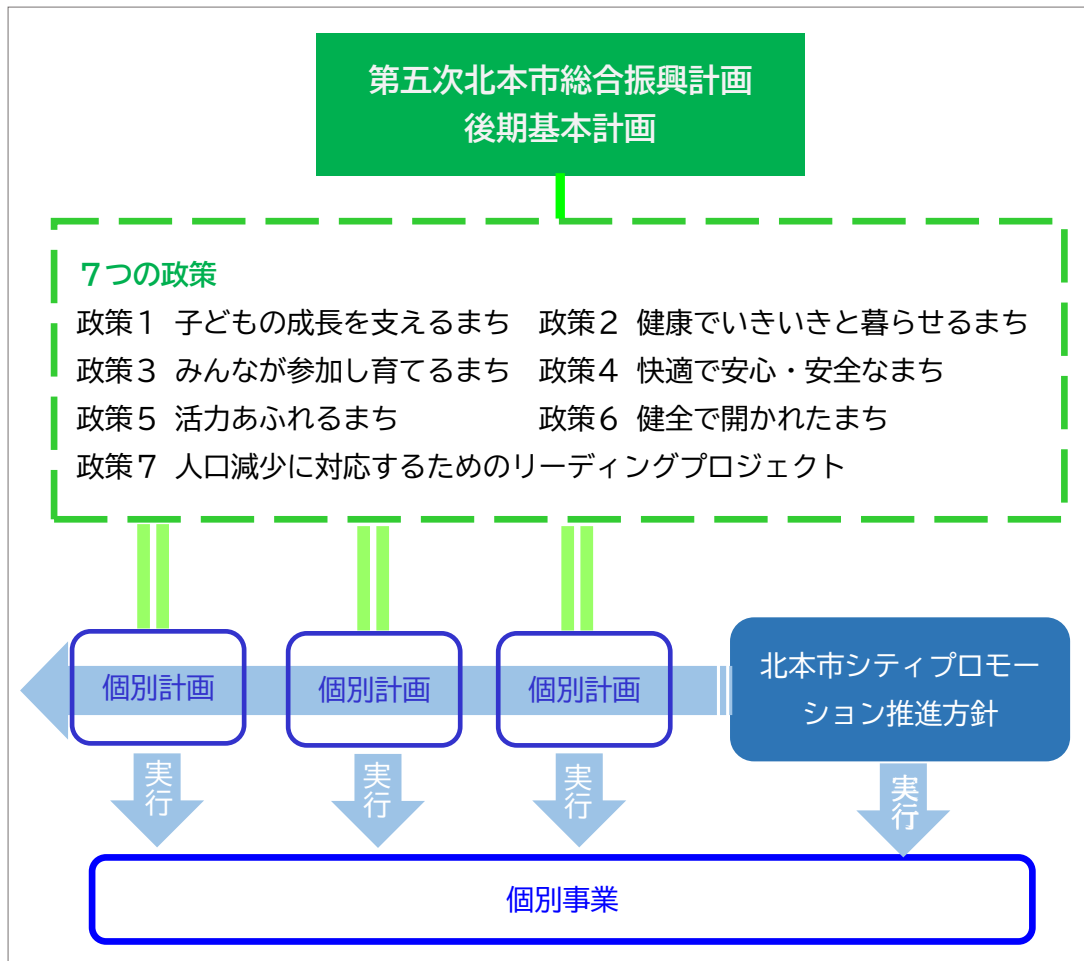 第五次北本市総合振興計画
後期基本計画
７つの政策
政策１ 子どもの成長を支えるまち 政策２ 健康でいきいきと暮らせるまち
政策３ みんなが参加し育てるまち 政策４ 快適で安心・安全なまち
政策５ 活力あふれるまち 政策６ 健全で開かれたまち
政策７ 人口減少に対応するためのリーディングプロジェクト
個別計画
個別計画
個別計画
北本市シティプロモー
ション推進方針
実行
実行
実行
実行
個別事業